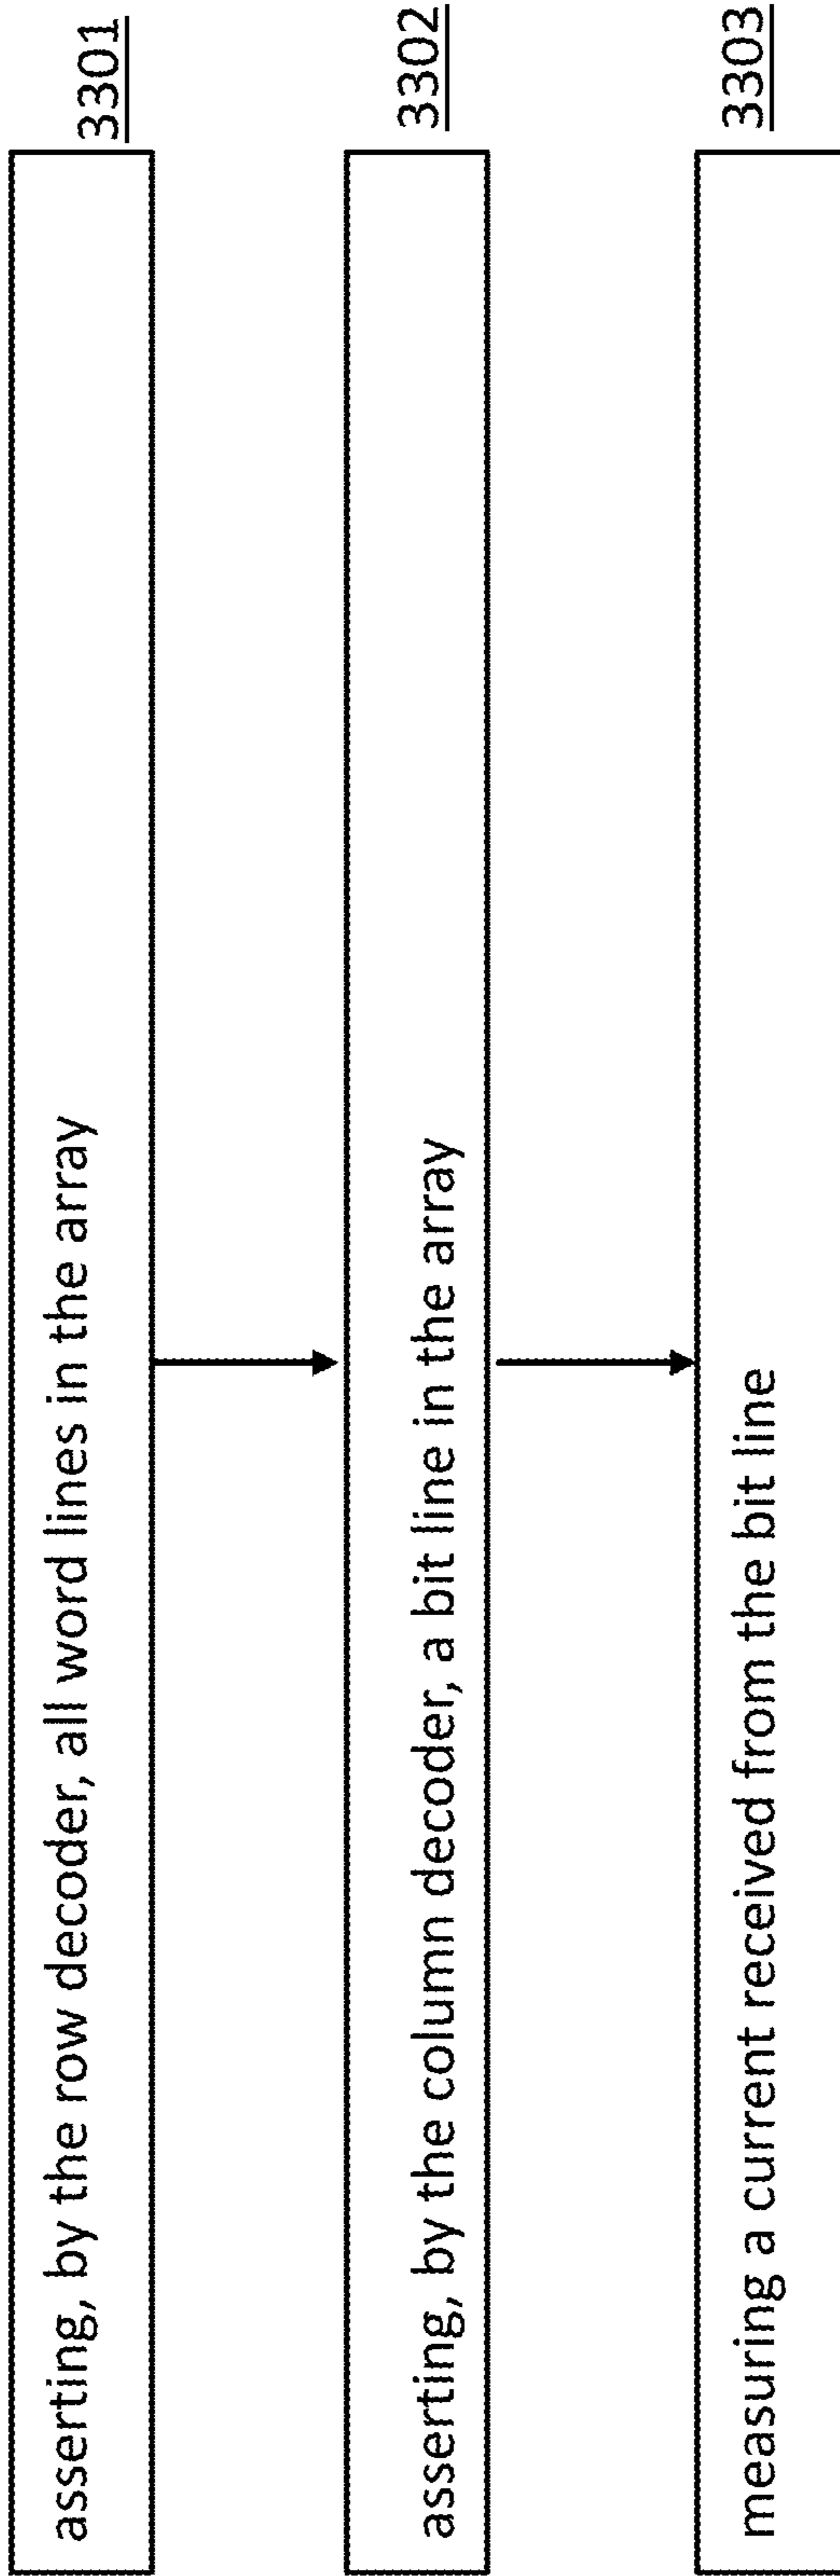 asserting, by the row decoder, all word lines in the array
3301
asserting, by the column decoder, a bit line in the array
3302
measuring a current received from the bit line
3303